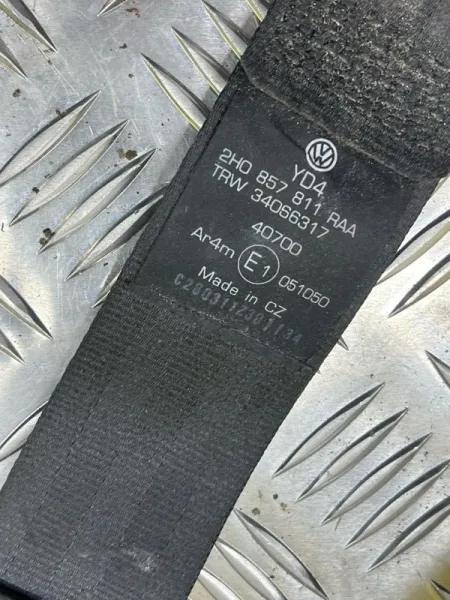 YD4
2H0 857 811 RAA
TRW 34066317
40700
Ar4m E1 051050
Made in CZ